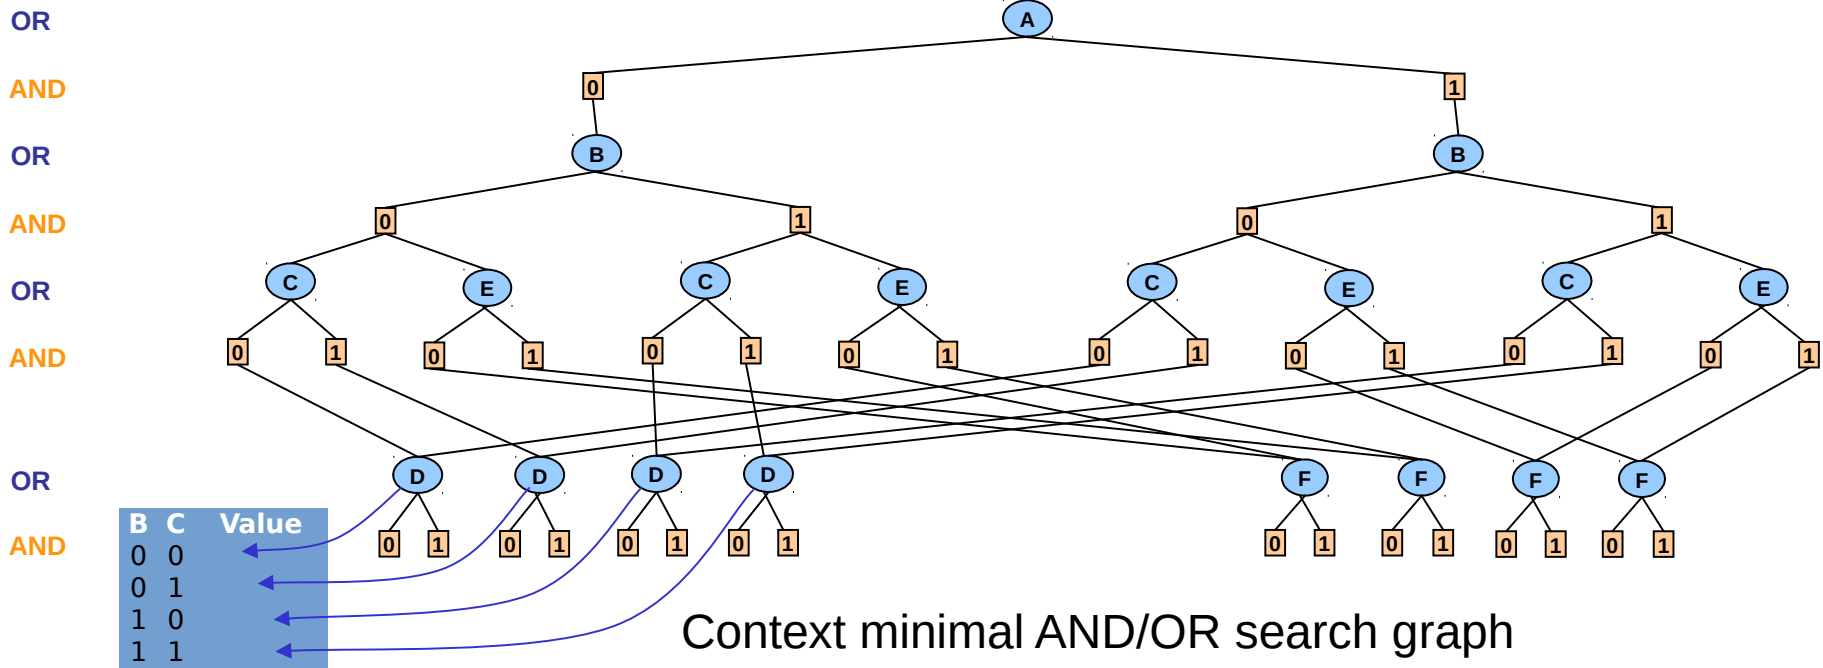 OR A
AND 0 1
OR B B
AND 0 1 0 1
OR C E C E C E C E
AND 0 1 0 1 0 1 0 1 0 1 0 1 0 1 0 1
OR D D D D F F F F
AND 0 1 0 1 0 1 0 1 0 1 0 1 0 1 0 1
B C Value
0 0
0 1
1 0
1 1
Context minimal AND/OR search graph